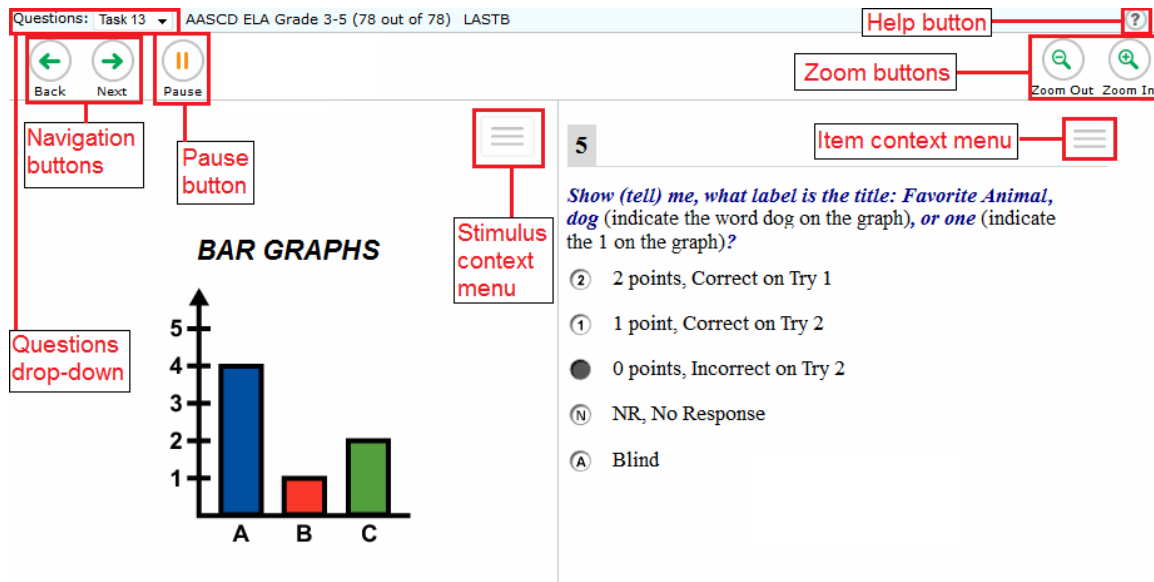 Questions: Task 13 AASCD ELA Grade 3-5 (78 out of 78) LASTB
Help button
?
Back
Next
Pause
Zoom buttons
Zoom Out Zoom In
Navigation
buttons
Pause
button
Stimulus
context
menu
Questions
drop-down
BAR GRAPHS
5
4
3
2
1
A B C
5
Item context menu
Show (tell) me, what label is the title: Favorite Animal,
dog (indicate the word dog on the graph), or one (indicate
the 1 on the graph)?
2 2 points, Correct on Try 1
1 1 point, Correct on Try 2
0 points, Incorrect on Try 2
N NR, No Response
A Blind